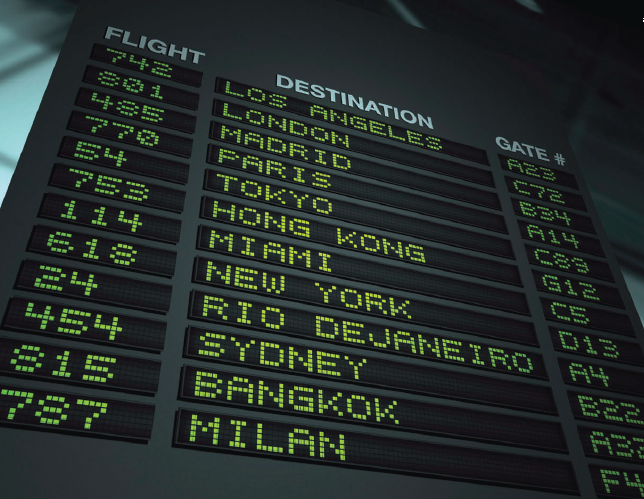 FLIGHT DESTINATION GATE #
742 LOS ANGELES A23
801 LONDON C72
485 MADRID B34
770 PARIS A14
54 TOKYO C89
753 HONG KONG G12
114 MIAMI C5
618 NEW YORK D13
24 RIO DEJANEIRO A4
454 SYDNEY B22
815 BANGKOK
787 MILAN